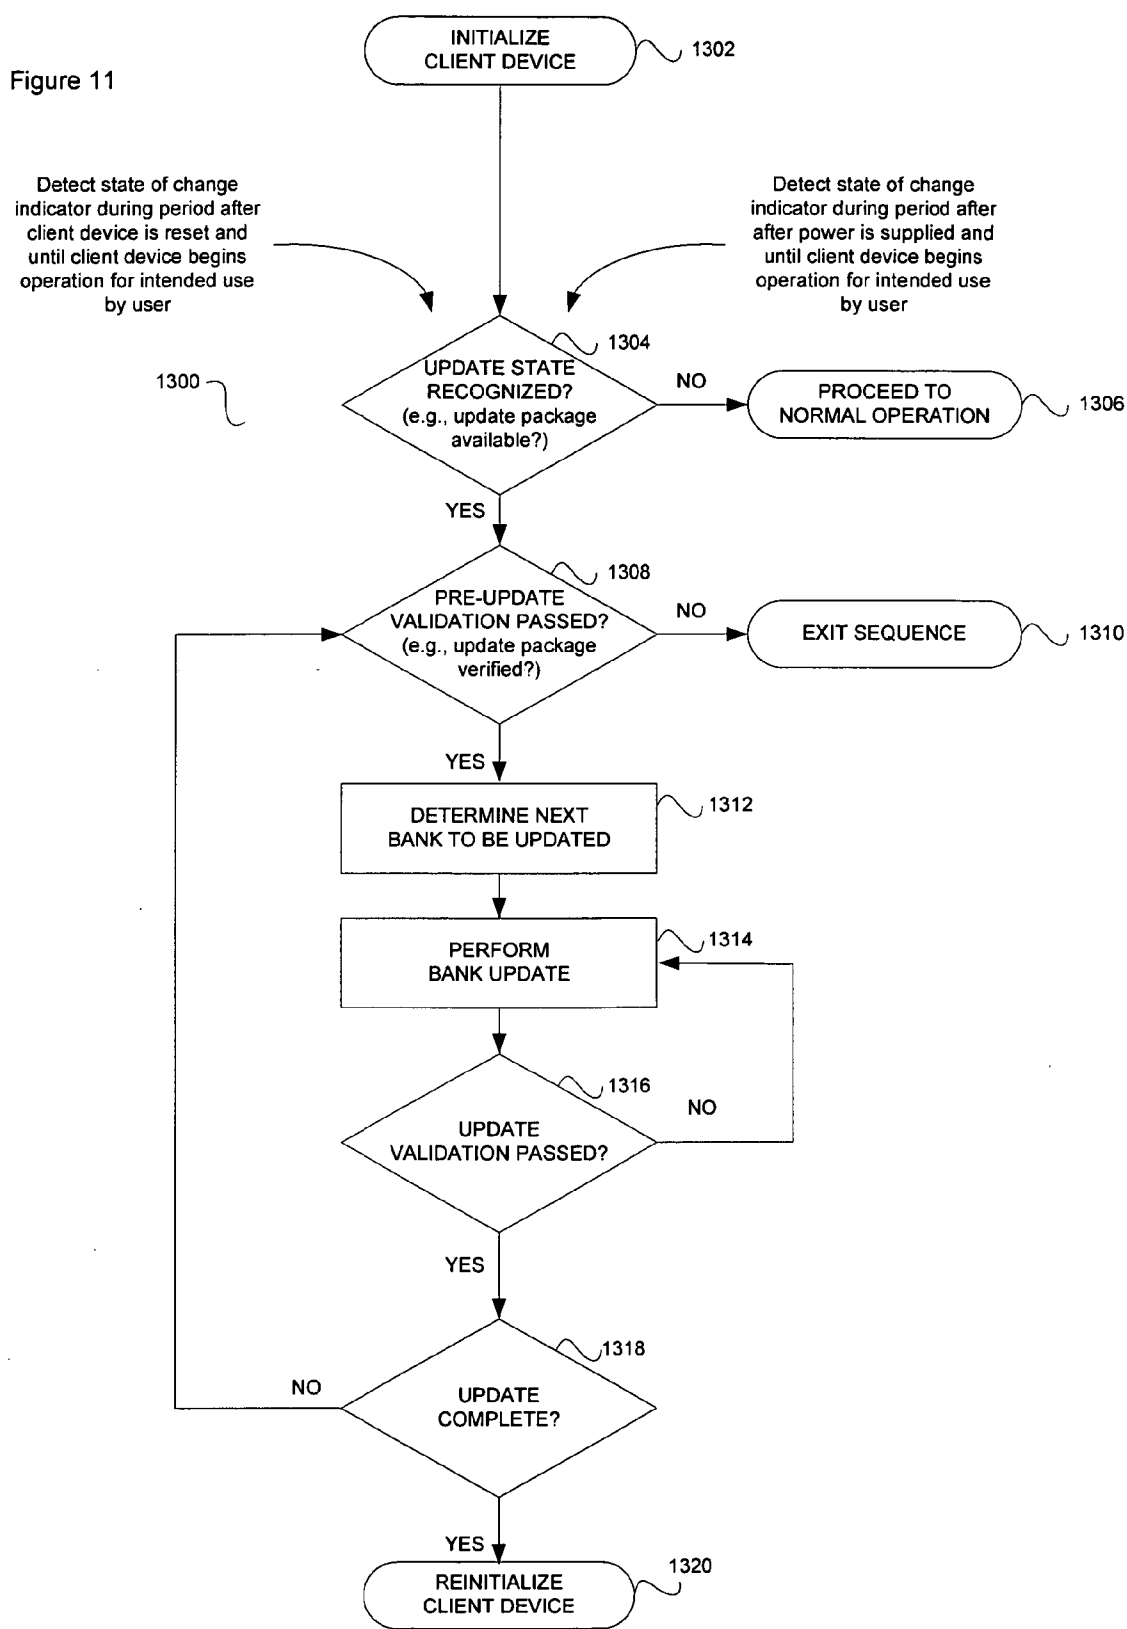 INITIALIZE
CLIENT DEVICE
1302
Figure 11
Detect state of change
indicator during period after
client device is reset and
until client device begins
operation for intended use
by user
Detect state of change
indicator during period after
after power is supplied and
until client device begins
operation for intended use
by user
1304
UPDATE STATE
RECOGNIZED?
(e.g., update package
available?)
NO
PROCEED TO
NORMAL OPERATION
1306
1300
YES
1308
PRE-UPDATE
VALIDATION PASSED?
(e.g., update package
verified?)
NO
EXIT SEQUENCE
1310
YES
DETERMINE NEXT
BANK TO BE UPDATED
1312
PERFORM
BANK UPDATE
1314
1316
UPDATE
VALIDATION PASSED?
NO
YES
1318
UPDATE
COMPLETE?
NO
YES
REINITIALIZE
CLIENT DEVICE
1320